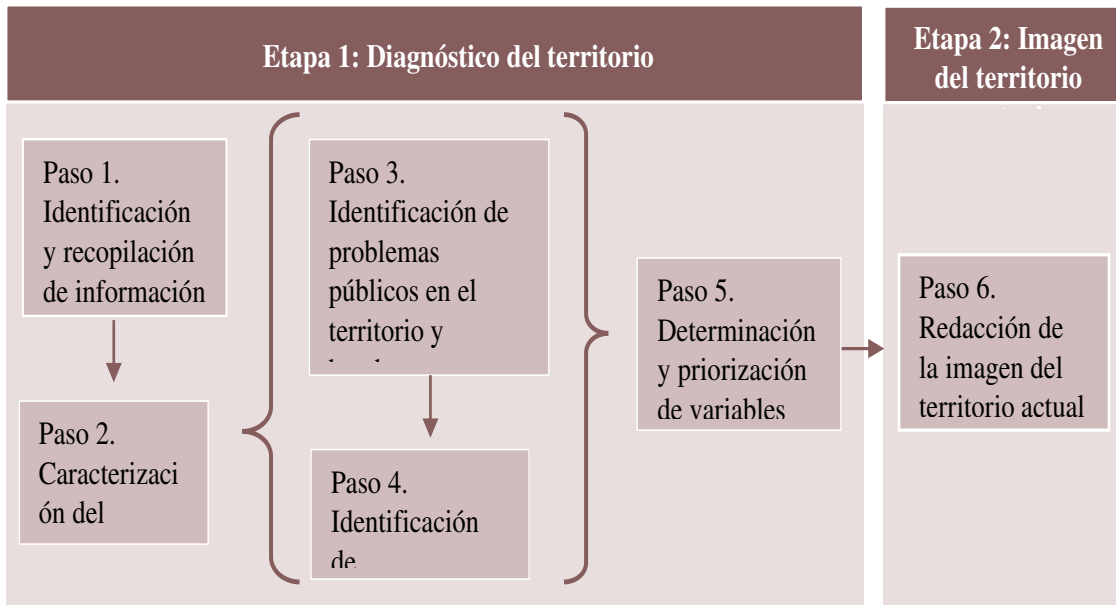 Etapa 1: Diagnóstico del territorio
Etapa 2: Imagen
del territorio
Paso 1.
Identificación
y recopilación
de información
Paso 2.
Caracterizaci
ón del
Paso 3.
Identificación de
problemas
públicos en el
territorio y
Paso 4.
Identificación
de
Paso 5.
Determinación
y priorización
de variables
Paso 6.
Redacción de
la imagen del
territorio actual